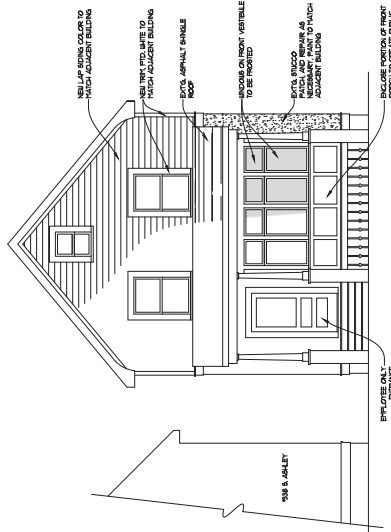 NEW LAP SIDING COLOR TO
MATCH ADJACENT BUILDING
NEW TRIM, PTD. WHITE TO
MATCH ADJACENT BUILDING
EXT'G. ASPHALT SHINGLE
ROOF
WINDOWS ON FRONT VESTIBULE
TO BE FROSTED
EXT'G. STUCCO
PATCH, AND REPAIR AS
NECESSARY, PAINT TO MATCH
ADJACENT BUILDING
ENCLOSE PORTION OF FRONT
EMPLOYEE ONLY
538 S. ASHLEY